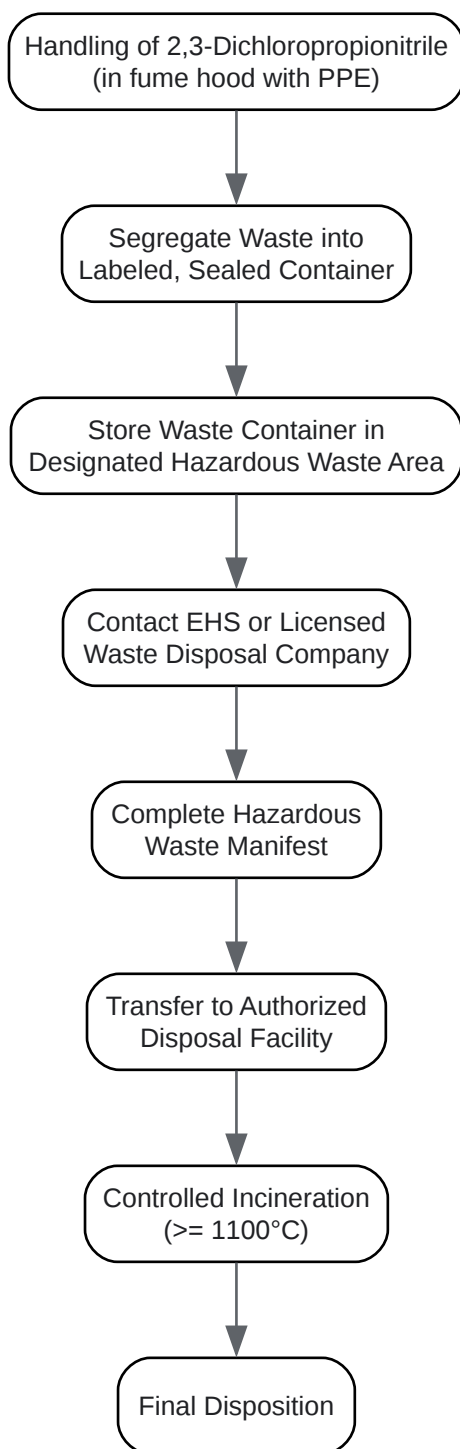 Handling of 2,3-Dichloropropionitrile
(in fume hood with PPE)
Segregate Waste into
Labeled, Sealed Container
Store Waste Container in
Designated Hazardous Waste Area
Contact EHS or Licensed
Waste Disposal Company
Complete Hazardous
Waste Manifest
Transfer to Authorized
Disposal Facility
Controlled Incineration
(>= 1100°C)
Final Disposition